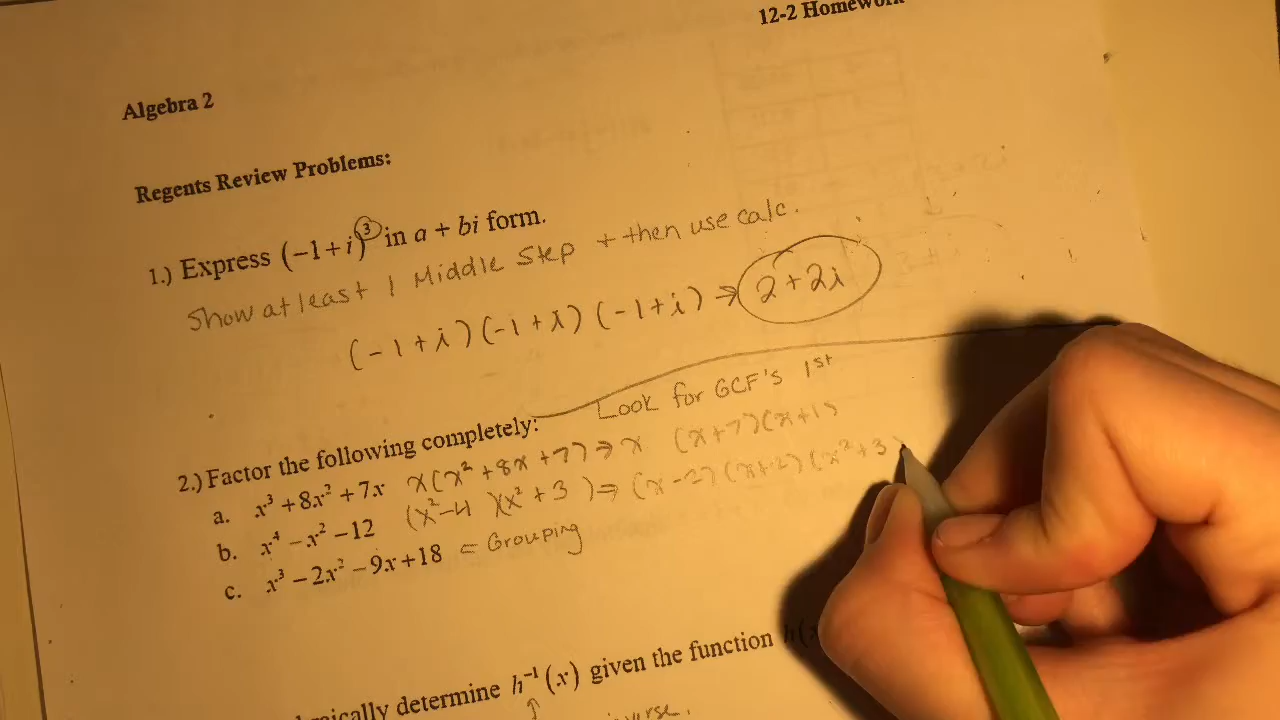 12-2 Homework
Algebra 2
Regents Review Problems:
1.) Express (−1+i)³ in a + bi form.
Show at least 1 Middle Step + then use calc.
(-1+i)(-1+i)(-1+i) → 2+2i
Look for GCF's 1st
2.) Factor the following completely:
a. x³ + 8x² + 7x x(x² + 8x + 7) → x (x+7)(x+1)
b. x⁴ − x² − 12 (x²-4)(x²+3) ⇒ (x-2)(x+2)(x²+3)
c. x³ − 2x² − 9x + 18 = Grouping
determine h⁻¹(x) given the function h(x